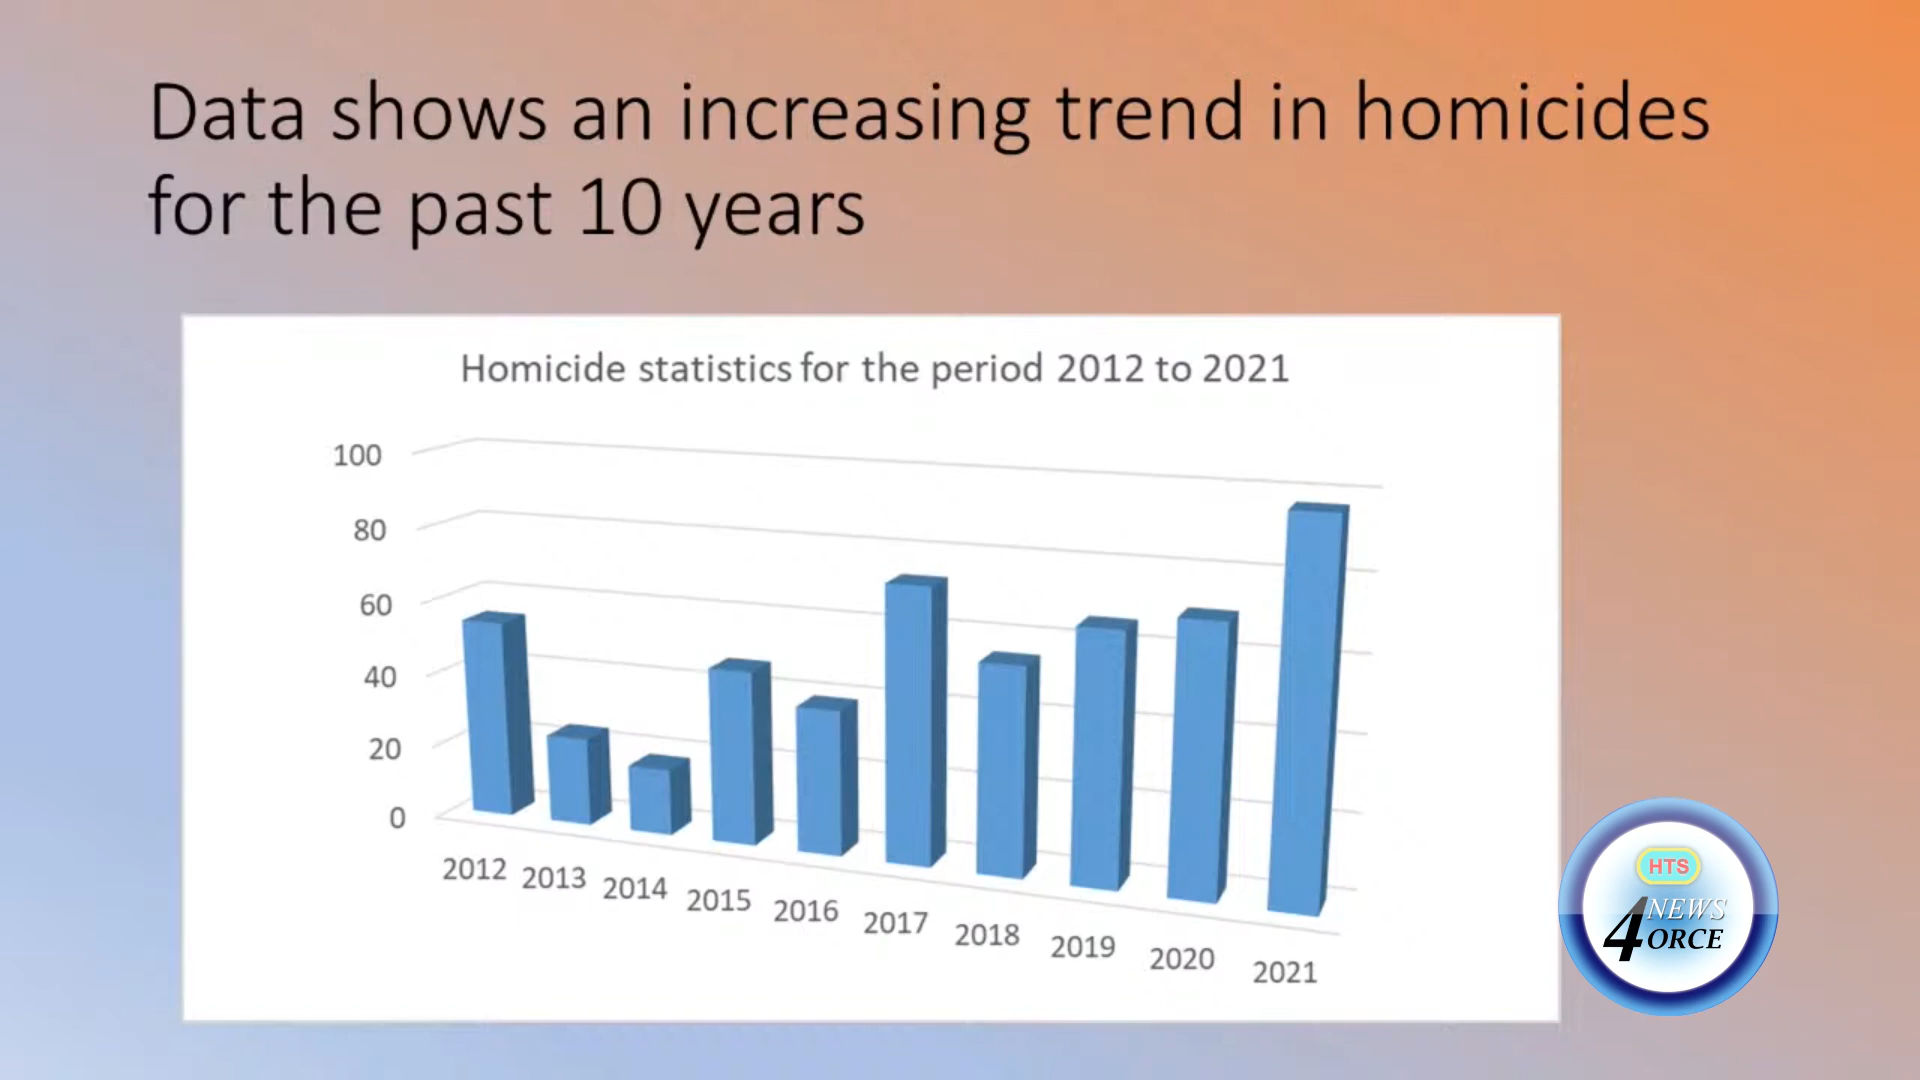 Data shows an increasing trend in homicides
for the past 10 years
Homicide statistics for the period 2012 to 2021
100
80
60
40
20
0
2012
2013
2014
2015
2016
2017
2018
2019
2020
2021
HTS
4 NEWS
ORCE